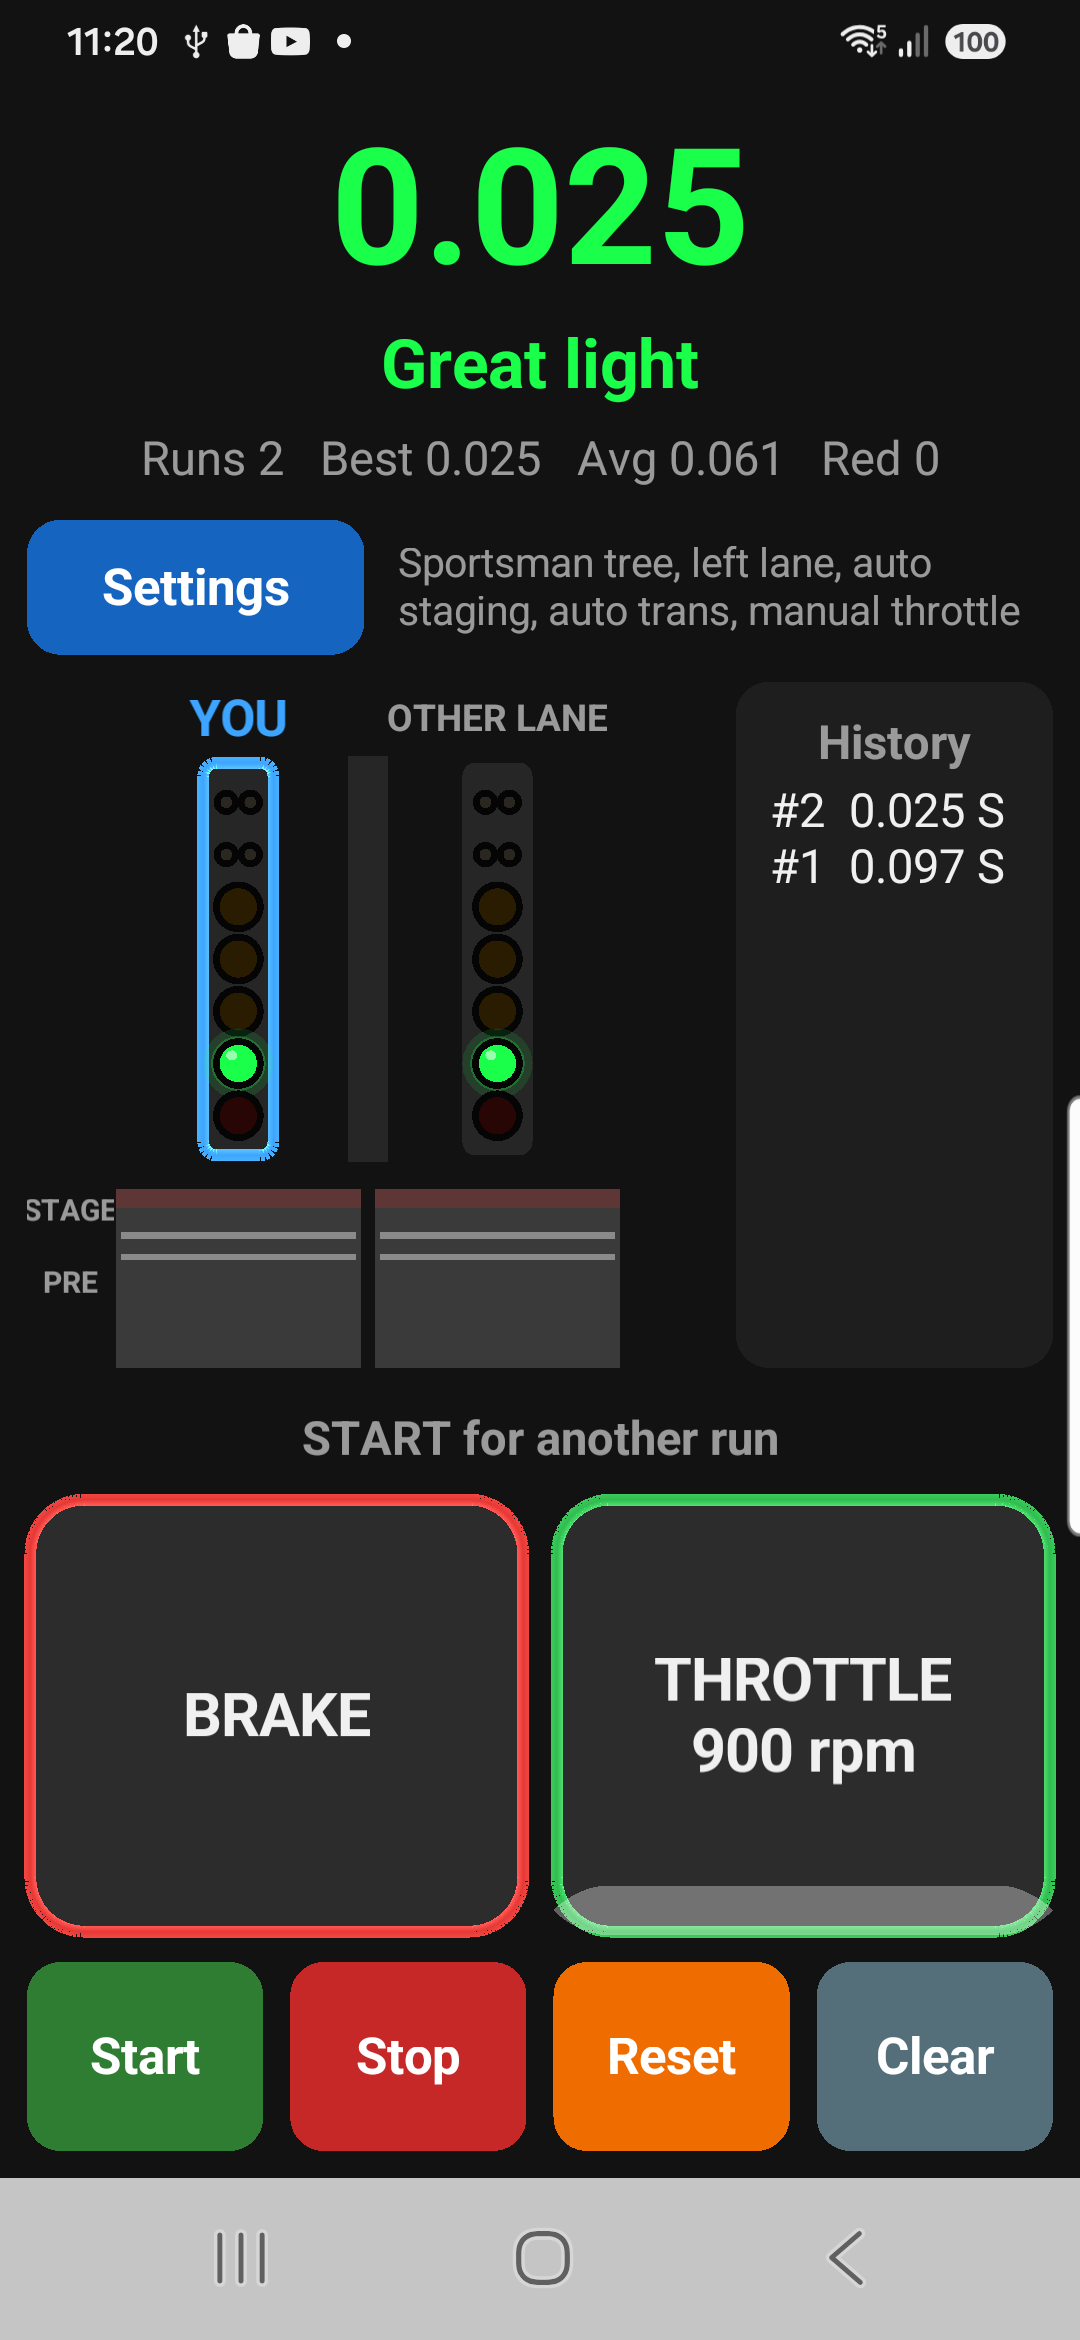 11:20
5
100
0.025
Great light
Runs 2 Best 0.025 Avg 0.061 Red 0
Settings
Sportsman tree, left lane, auto
staging, auto trans, manual throttle
YOU
OTHER LANE
History
#2 0.025 S
#1 0.097 S
STAGE
PRE
START for another run
BRAKE
THROTTLE
900 rpm
Start
Stop
Reset
Clear